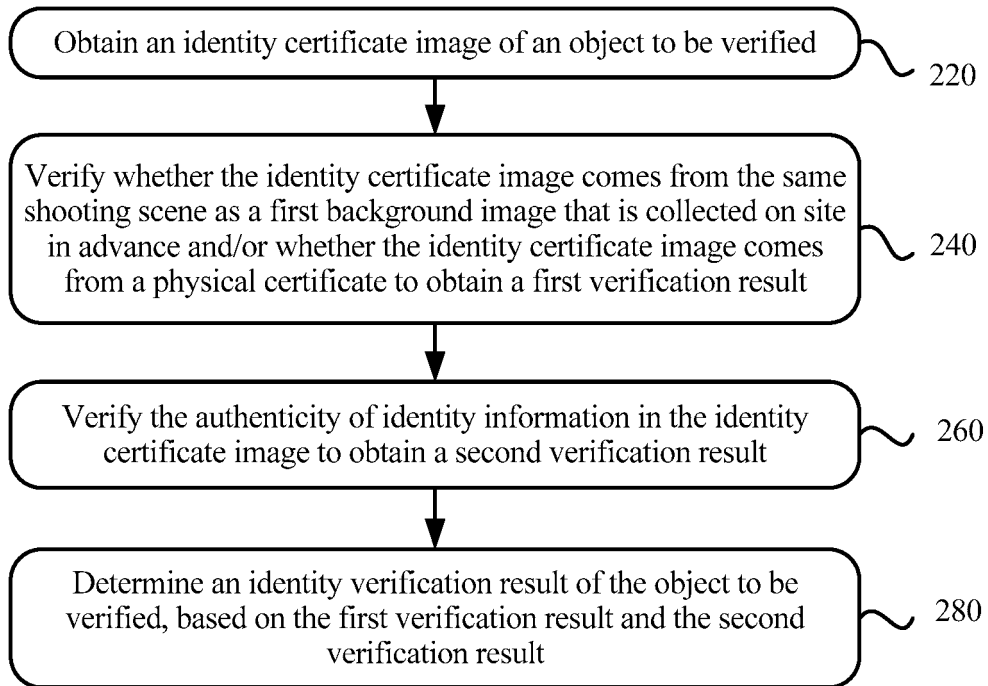 Obtain an identity certificate image of an object to be verified
220
Verify whether the identity certificate image comes from the same
shooting scene as a first background image that is collected on site
in advance and/or whether the identity certificate image comes
from a physical certificate to obtain a first verification result
240
Verify the authenticity of identity information in the identity
certificate image to obtain a second verification result
260
Determine an identity verification result of the object to be
verified, based on the first verification result and the second
verification result
280